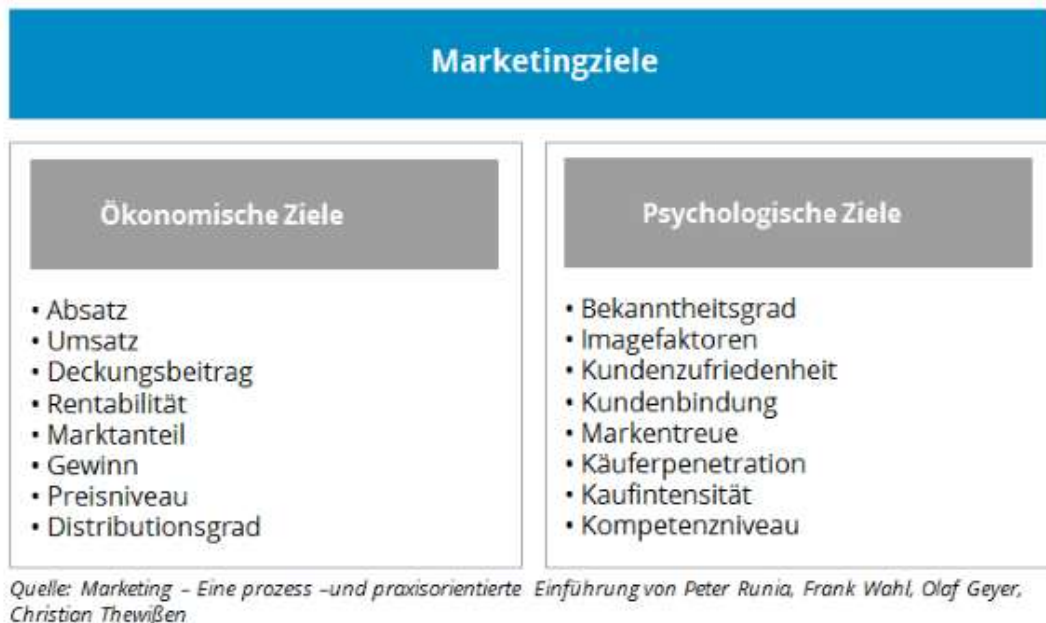 Marketingziele
Ökonomische Ziele
• Absatz
• Umsatz
• Deckungsbeitrag
• Rentabilität
• Marktanteil
• Gewinn
• Preisniveau
• Distributionsgrad
Psychologische Ziele
• Bekanntheitsgrad
• Imagefaktoren
• Kundenzufriedenheit
• Kundenbindung
• Markentreue
• Käuferpenetration
• Kaufintensität
• Kompetenzniveau
Quelle: Marketing – Eine prozess –und praxisorientierte Einführung von Peter Runia, Frank Wahl, Olaf Geyer,
Christian Thewißen